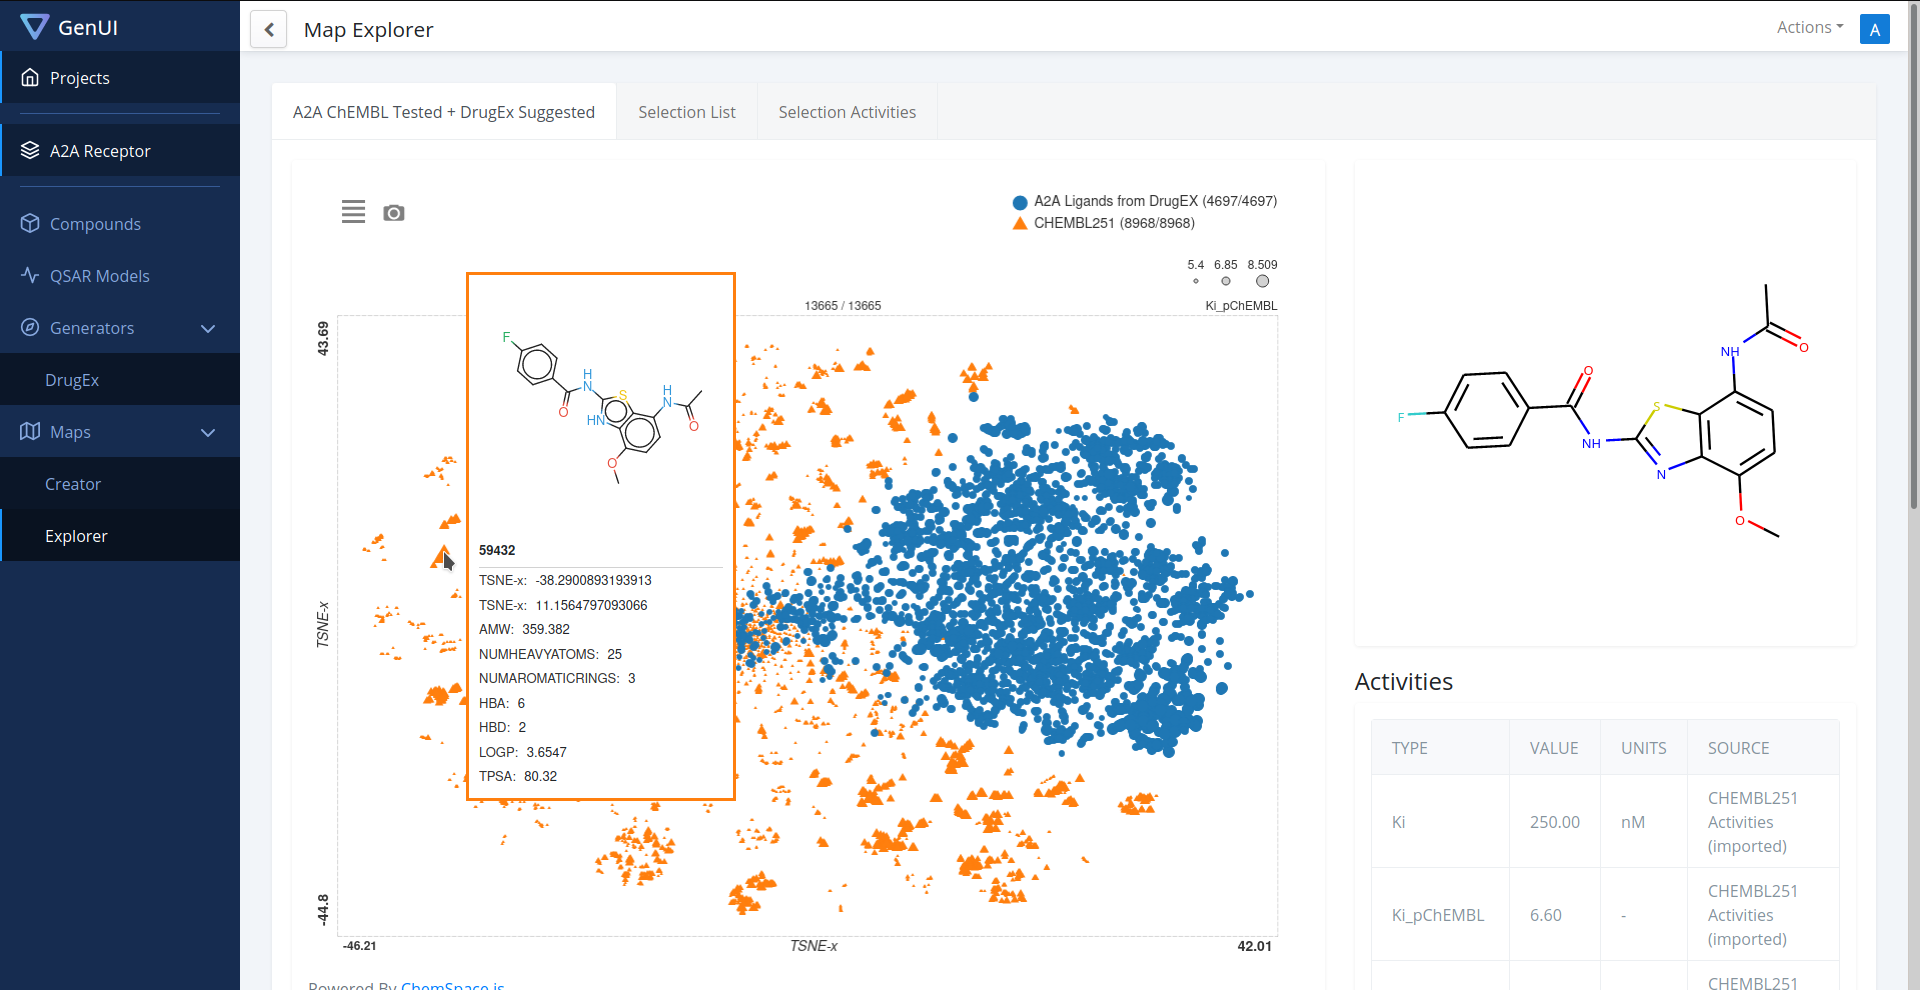 GenUI
Map Explorer
Actions
A
Projects
A2A Receptor
Compounds
QSAR Models
Generators
DrugEx
Maps
Creator
Explorer
A2A ChEMBL Tested + DrugEx Suggested
Selection List
Selection Activities
A2A Ligands from DrugEX (4697/4697)
CHEMBL251 (8968/8968)
5.4 6.85 8.509
13665 / 13665
Ki_pChEMBL
43.69
TSNE-x
-44.8
-46.21
TSNE-x
42.01
F
H
N
O
S
HN
H
N
O
O
59432
TSNE-x: -38.2900893193913
TSNE-x: 11.1564797093066
AMW: 359.382
NUMHEAVYATOMS: 25
NUMAROMATICRINGS: 3
HBA: 6
HBD: 2
LOGP: 3.6547
TPSA: 80.32
Powered By ChemSpace.js
NH
O
O
F
S
NH
N
O
Activities
TYPE VALUE UNITS SOURCE
Ki 250.00 nM CHEMBL251
Activities
(imported)
Ki_pChEMBL 6.60 - CHEMBL251
Activities
(imported)
CHEMBL251